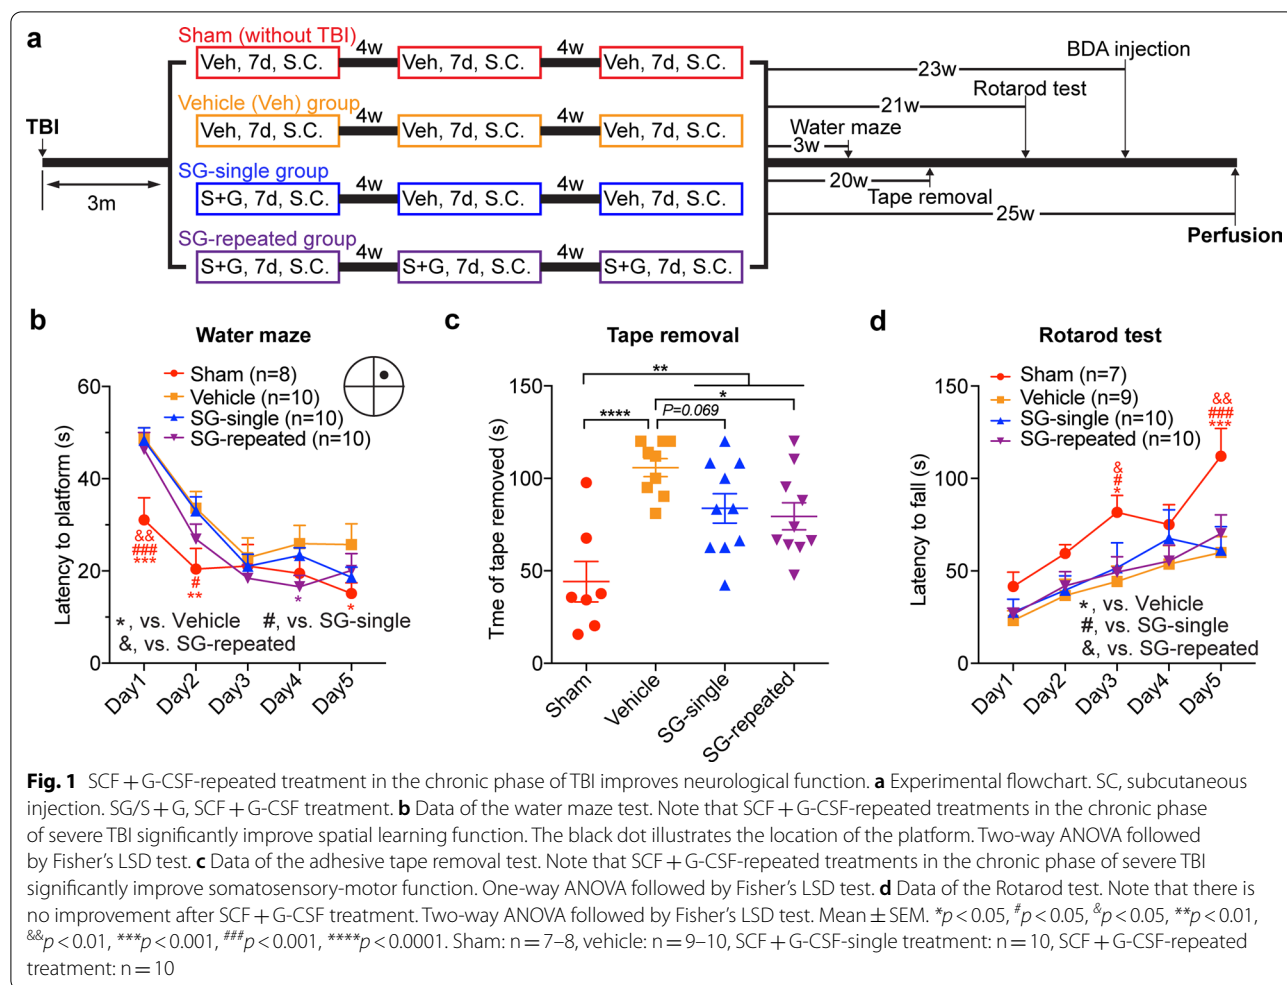 a
Sham (without TBI)
Veh, 7d, S.C. 4w Veh, 7d, S.C. 4w Veh, 7d, S.C.
Vehicle (Veh) group
Veh, 7d, S.C. 4w Veh, 7d, S.C. 4w Veh, 7d, S.C.
SG-single group
S+G, 7d, S.C. 4w Veh, 7d, S.C. 4w Veh, 7d, S.C.
SG-repeated group
S+G, 7d, S.C. 4w S+G, 7d, S.C. 4w S+G, 7d, S.C.
TBI
3m
BDA injection
23w
Rotarod test
21w
Water maze
3w
20w
Tape removal
25w
Perfusion
b
Water maze
Sham (n=8)
Vehicle (n=10)
SG-single (n=10)
SG-repeated (n=10)
Latency to platform (s)
60
40
20
0
&&
###
***
#
**
*
*
*, vs. Vehicle #, vs. SG-single
&, vs. SG-repeated
Day1 Day2 Day3 Day4 Day5
c
Tape removal
**
*
**** P=0.069
Tme of tape removed (s)
150
100
50
0
Sham Vehicle SG-single SG-repeated
d
Rotarod test
Sham (n=7)
Vehicle (n=9)
SG-single (n=10)
SG-repeated (n=10)
Latency to fall (s)
150
100
50
0
&
#
*
&&
###
***
*, vs. Vehicle
#, vs. SG-single
&, vs. SG-repeated
Day1 Day2 Day3 Day4 Day5
Fig. 1 SCF + G-CSF-repeated treatment in the chronic phase of TBI improves neurological function. a Experimental flowchart. SC, subcutaneous
injection. SG/S + G, SCF + G-CSF treatment. b Data of the water maze test. Note that SCF + G-CSF-repeated treatments in the chronic phase
of severe TBI significantly improve spatial learning function. The black dot illustrates the location of the platform. Two-way ANOVA followed
by Fisher's LSD test. c Data of the adhesive tape removal test. Note that SCF + G-CSF-repeated treatments in the chronic phase of severe TBI
significantly improve somatosensory-motor function. One-way ANOVA followed by Fisher's LSD test. d Data of the Rotarod test. Note that there is
no improvement after SCF + G-CSF treatment. Two-way ANOVA followed by Fisher's LSD test. Mean ± SEM. *p < 0.05, #p < 0.05, &p < 0.05, **p < 0.01,
&&p < 0.01, ***p < 0.001, ###p < 0.001, ****p < 0.0001. Sham: n = 7–8, vehicle: n = 9–10, SCF + G-CSF-single treatment: n = 10, SCF + G-CSF-repeated
treatment: n = 10